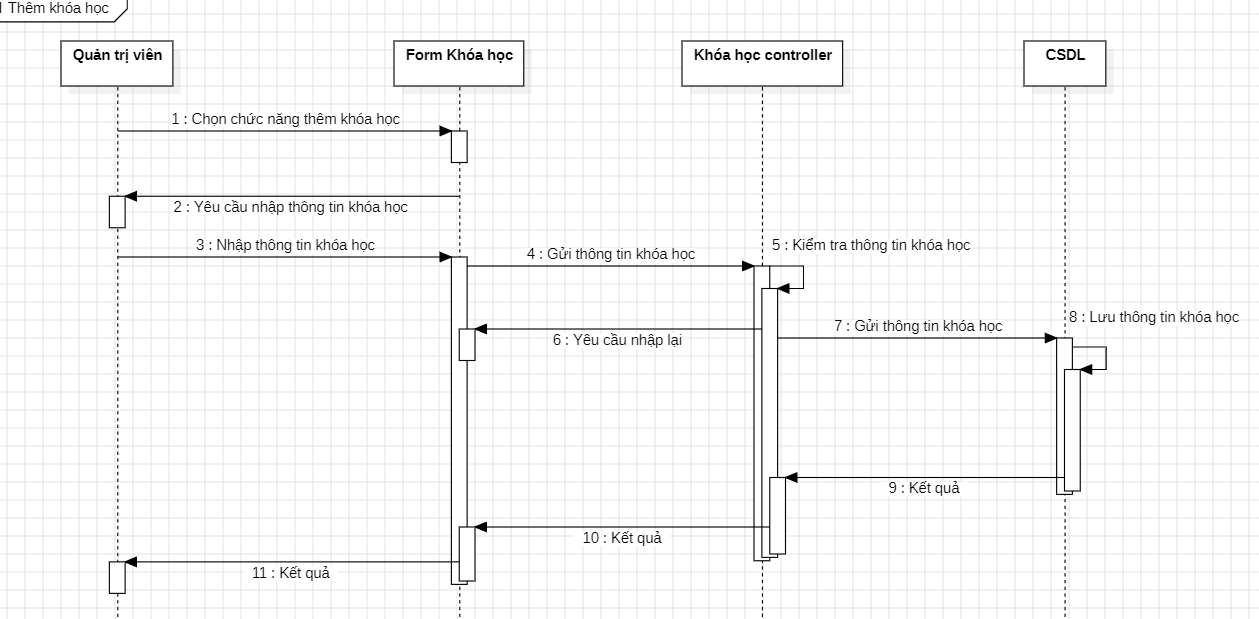 Thêm khóa học
Quản trị viên
Form Khóa học
Khóa học controller
CSDL
1 : Chọn chức năng thêm khóa học
2 : Yêu cầu nhập thông tin khóa học
3 : Nhập thông tin khóa học
4 : Gửi thông tin khóa học
5 : Kiểm tra thông tin khóa học
6 : Yêu cầu nhập lại
7 : Gửi thông tin khóa học
8 : Lưu thông tin khóa học
9 : Kết quả
10 : Kết quả
11 : Kết quả